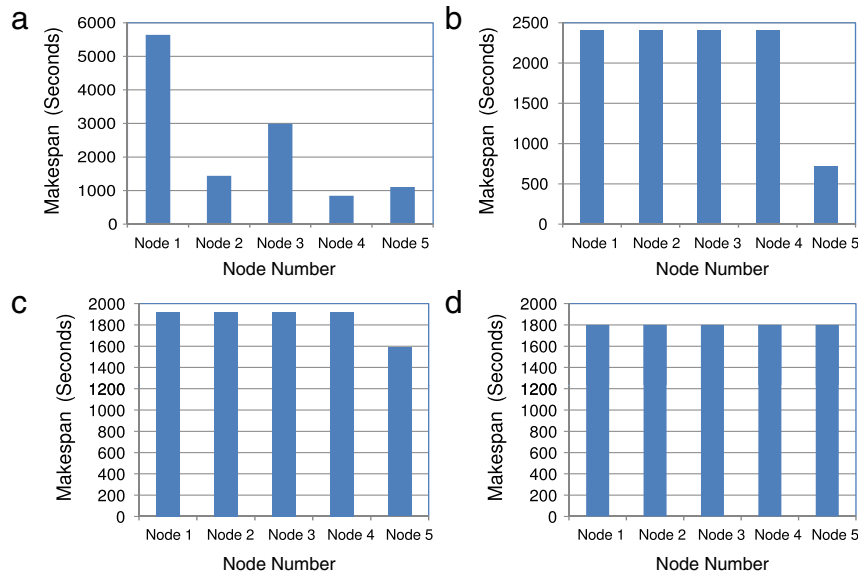 a
Makespan (Seconds)
6000
5000
4000
3000
2000
1000
0
Node 1 Node 2 Node 3 Node 4 Node 5
Node Number
b
Makespan (Seconds)
2500
2000
1500
1000
500
0
Node 1 Node 2 Node 3 Node 4 Node 5
Node Number
c
Makespan (Seconds)
2000
1800
1600
1400
1200
1000
800
600
400
200
0
Node 1 Node 2 Node 3 Node 4 Node 5
Node Number
d
Makespan (Seconds)
2000
1800
1600
1400
1200
1000
800
600
400
200
0
Node 1 Node 2 Node 3 Node 4 Node 5
Node Number